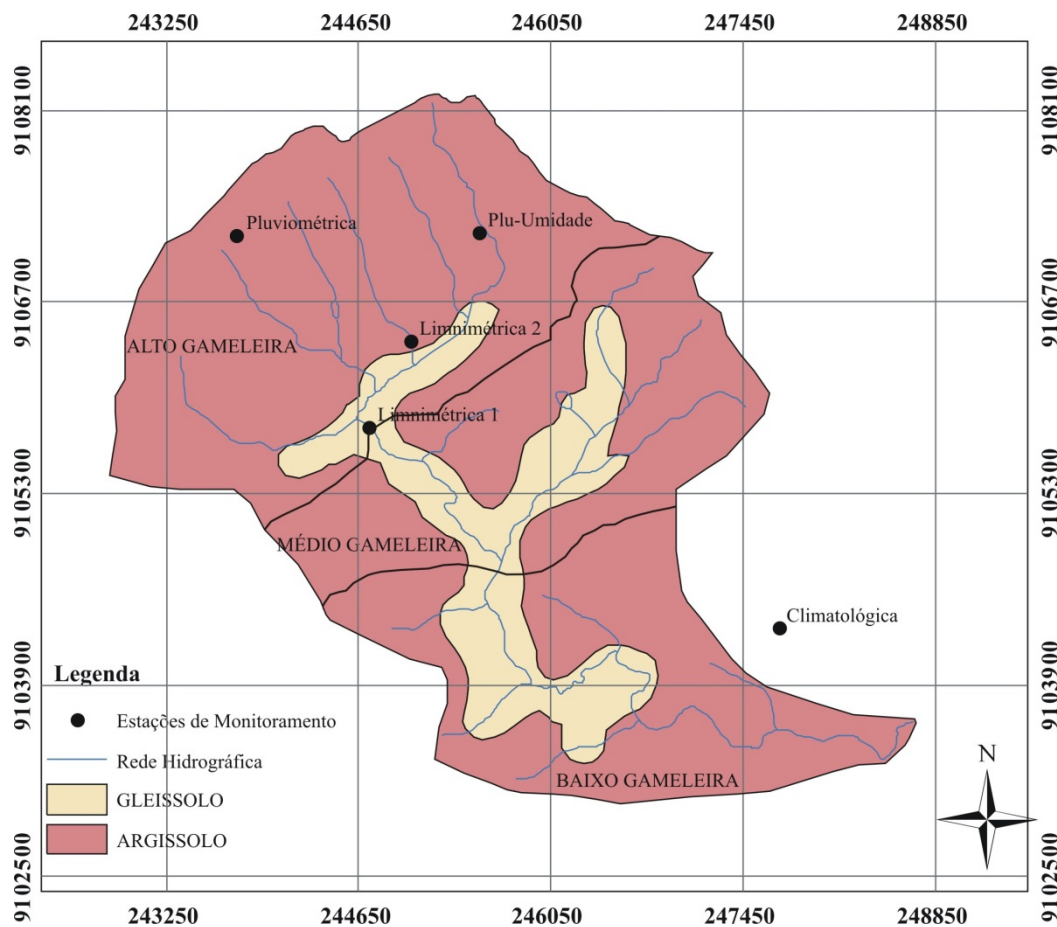 243250 244650 246050 247450 248850
9108100 9108100
Pluviométrica
Plu-Umidade
9106700 9106700
Limnimétrica 2
ALTO GAMELEIRA
Limnimétrica 1
9105300 9105300
MÉDIO GAMELEIRA
Climatológica
9103900 9103900
Legenda
Estações de Monitoramento
Rede Hidrográfica
GLEISSOLO
ARGISSOLO
BAIXO GAMELEIRA
N
9102500 9102500
243250 244650 246050 247450 248850